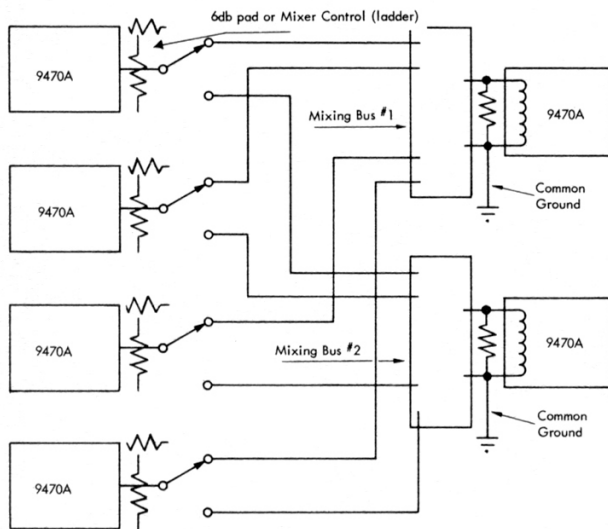 6db pad or Mixer Control (ladder)
9470A
Mixing Bus #1
9470A
9470A
Common
Ground
9470A
Mixing Bus #2
9470A
Common
Ground
9470A